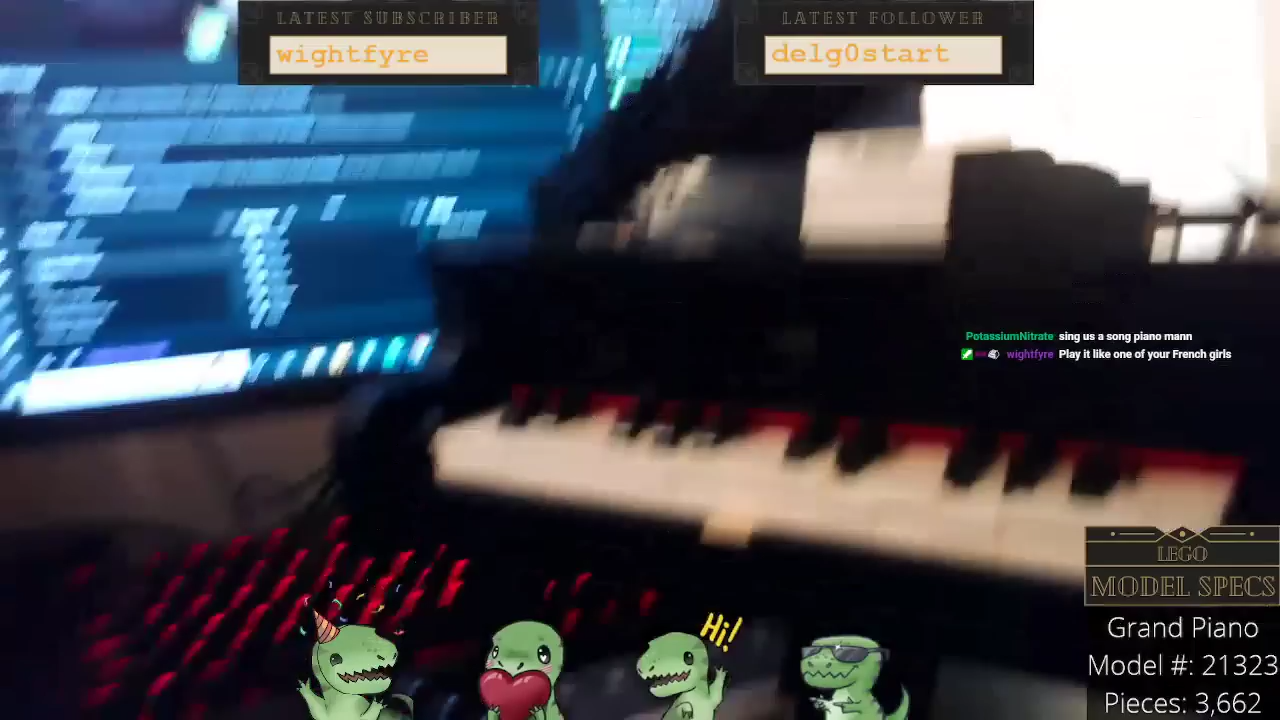 LATEST SUBSCRIBER
wightfyre
LATEST FOLLOWER
delg0start
PotassiumNitrate sing us a song piano mann
wightfyre Play it like one of your French girls
Hi!
LEGO
MODEL SPECS
Grand Piano
Model #: 21323
Pieces: 3,662